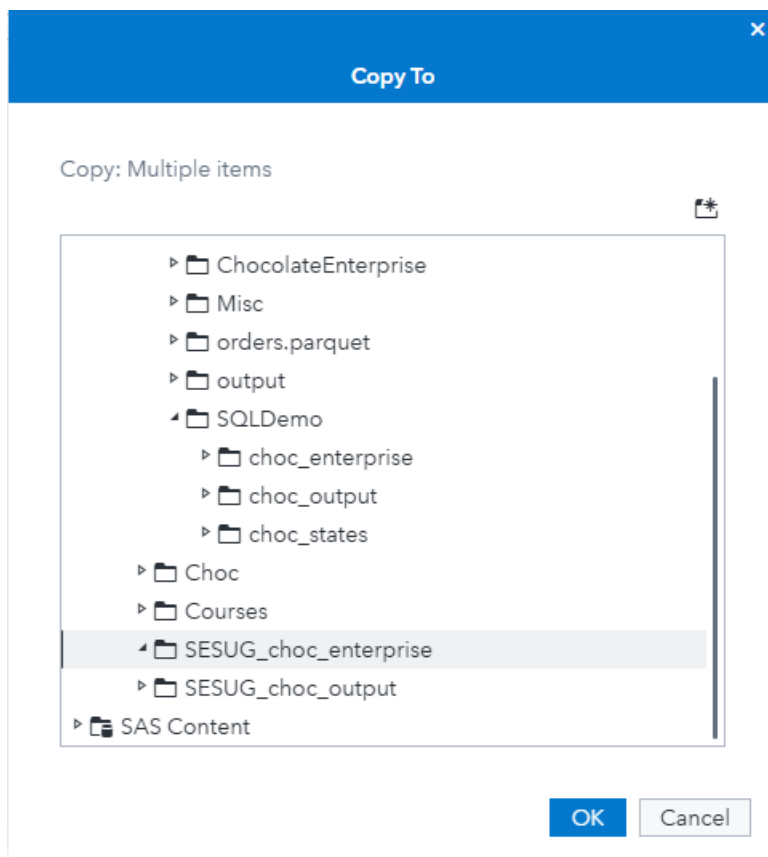 Copy To
Copy: Multiple items
ChocolateEnterprise
Misc
orders.parquet
output
SQLDemo
choc_enterprise
choc_output
choc_states
Choc
Courses
SESUG_choc_enterprise
SESUG_choc_output
SAS Content
OK Cancel